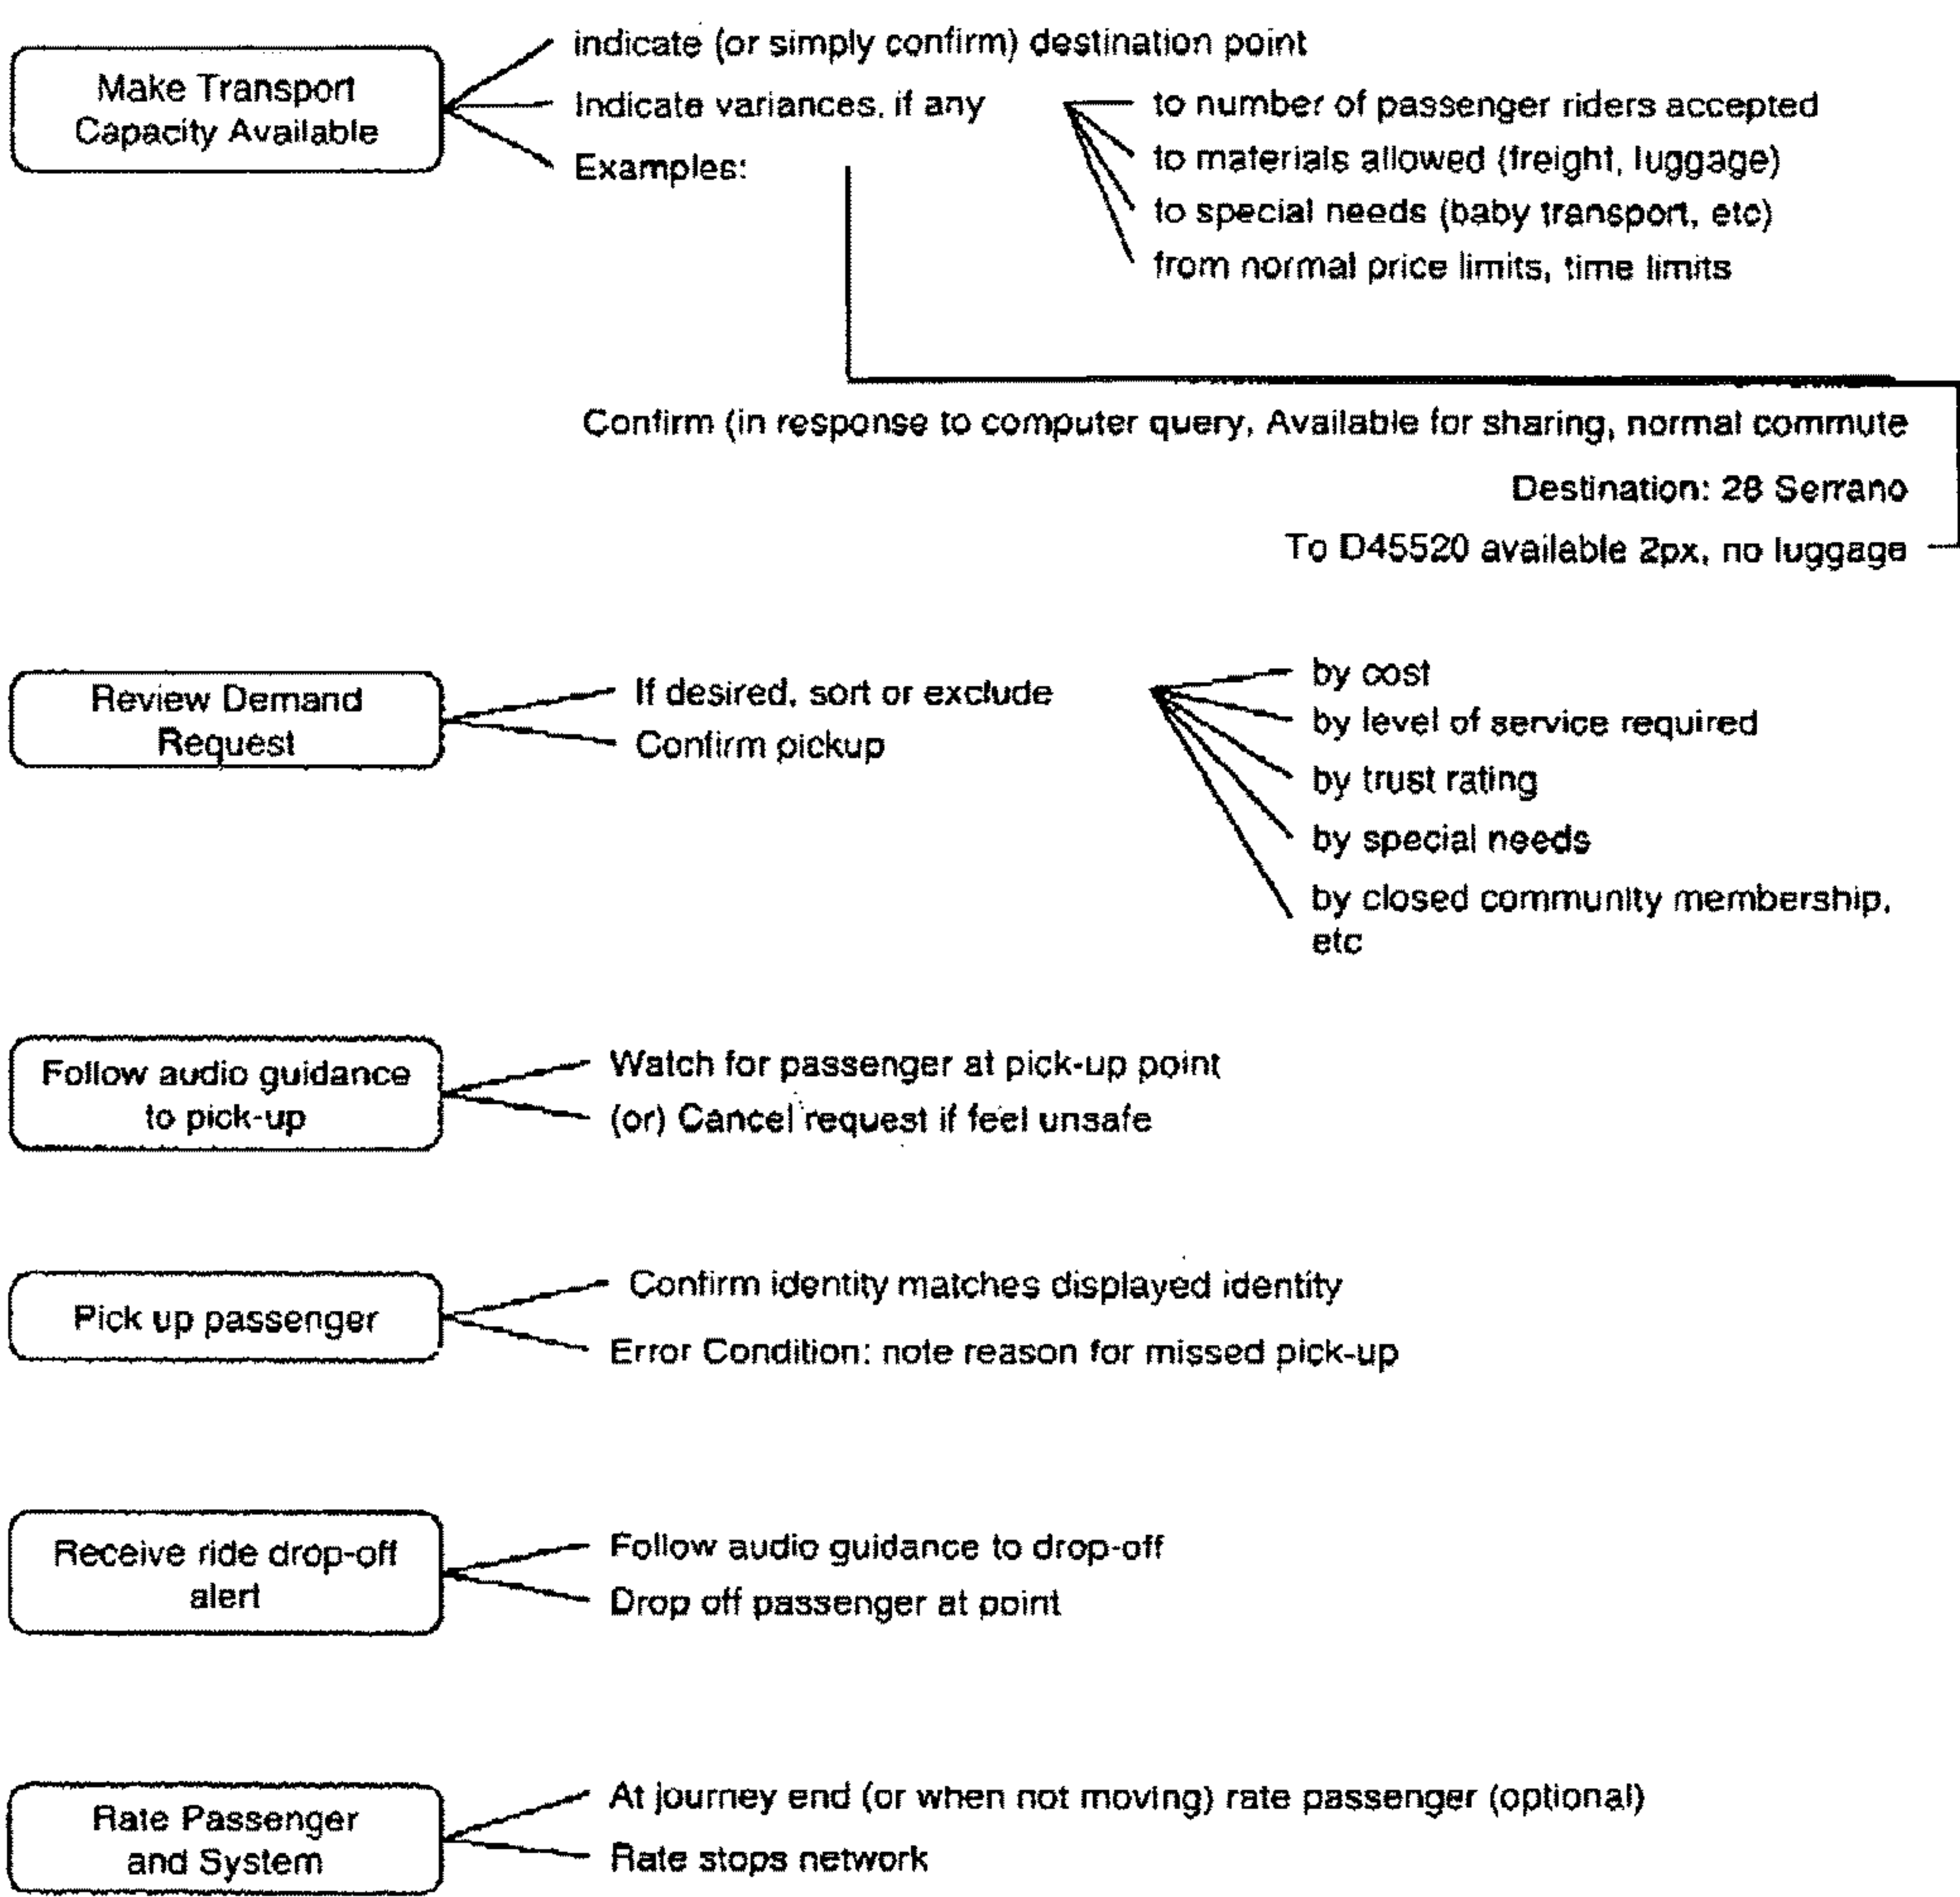 Make Transport
Capacity Available
indicate (or simply confirm) destination point
Indicate variances, if any
Examples:
to number of passenger riders accepted
to materials allowed (freight, luggage)
to special needs (baby transport, etc)
from normal price limits, time limits
Confirm (in response to computer query, Available for sharing, normal commute
Destination: 28 Serrano
To D45520 available 2px, no luggage
Review Demand
Request
If desired, sort or exclude
Confirm pickup
by cost
by level of service required
by trust rating
by special needs
by closed community membership,
etc
Follow audio guidance
to pick-up
Watch for passenger at pick-up point
(or) Cancel request if feel unsafe
Pick up passenger
Confirm identity matches displayed identity
Error Condition: note reason for missed pick-up
Receive ride drop-off
alert
Follow audio guidance to drop-off
Drop off passenger at point
Rate Passenger
and System
At journey end (or when not moving) rate passenger (optional)
Rate stops network